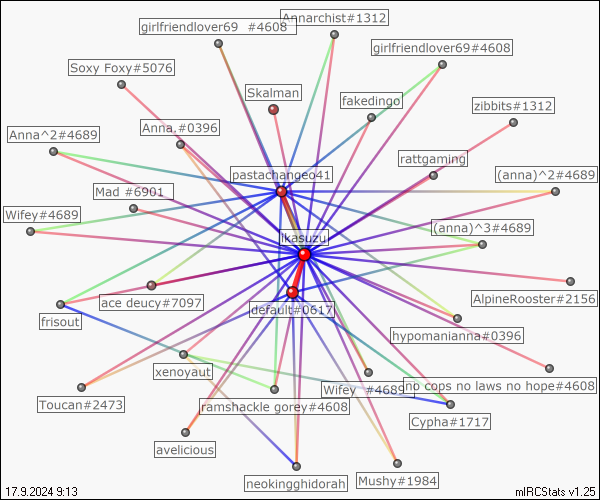 girlfriendlover69 #4608
Annarchist#1312
girlfriendlover69#4608
Soxy Foxy#5076
Skalman
fakedingo
zibbits#1312
Anna,#0396
Anna^2#4689
rattgaming
pastachangeo41
(anna)^2#4689
Mad #6901
Wifey#4689
(anna)^3#4689
ikasuzu
ace deucy#7097
AlpineRooster#2156
default#0617
frisout
hypomanianna#0396
xenoyaut
Wifey #4689
no cops no laws no hope#4608
Toucan#2473
ramshackle gorey#4608
Cypha#1717
avelicious
neokingghidorah
Mushy#1984
17.9.2024 9:13
mIRCStats v1.25